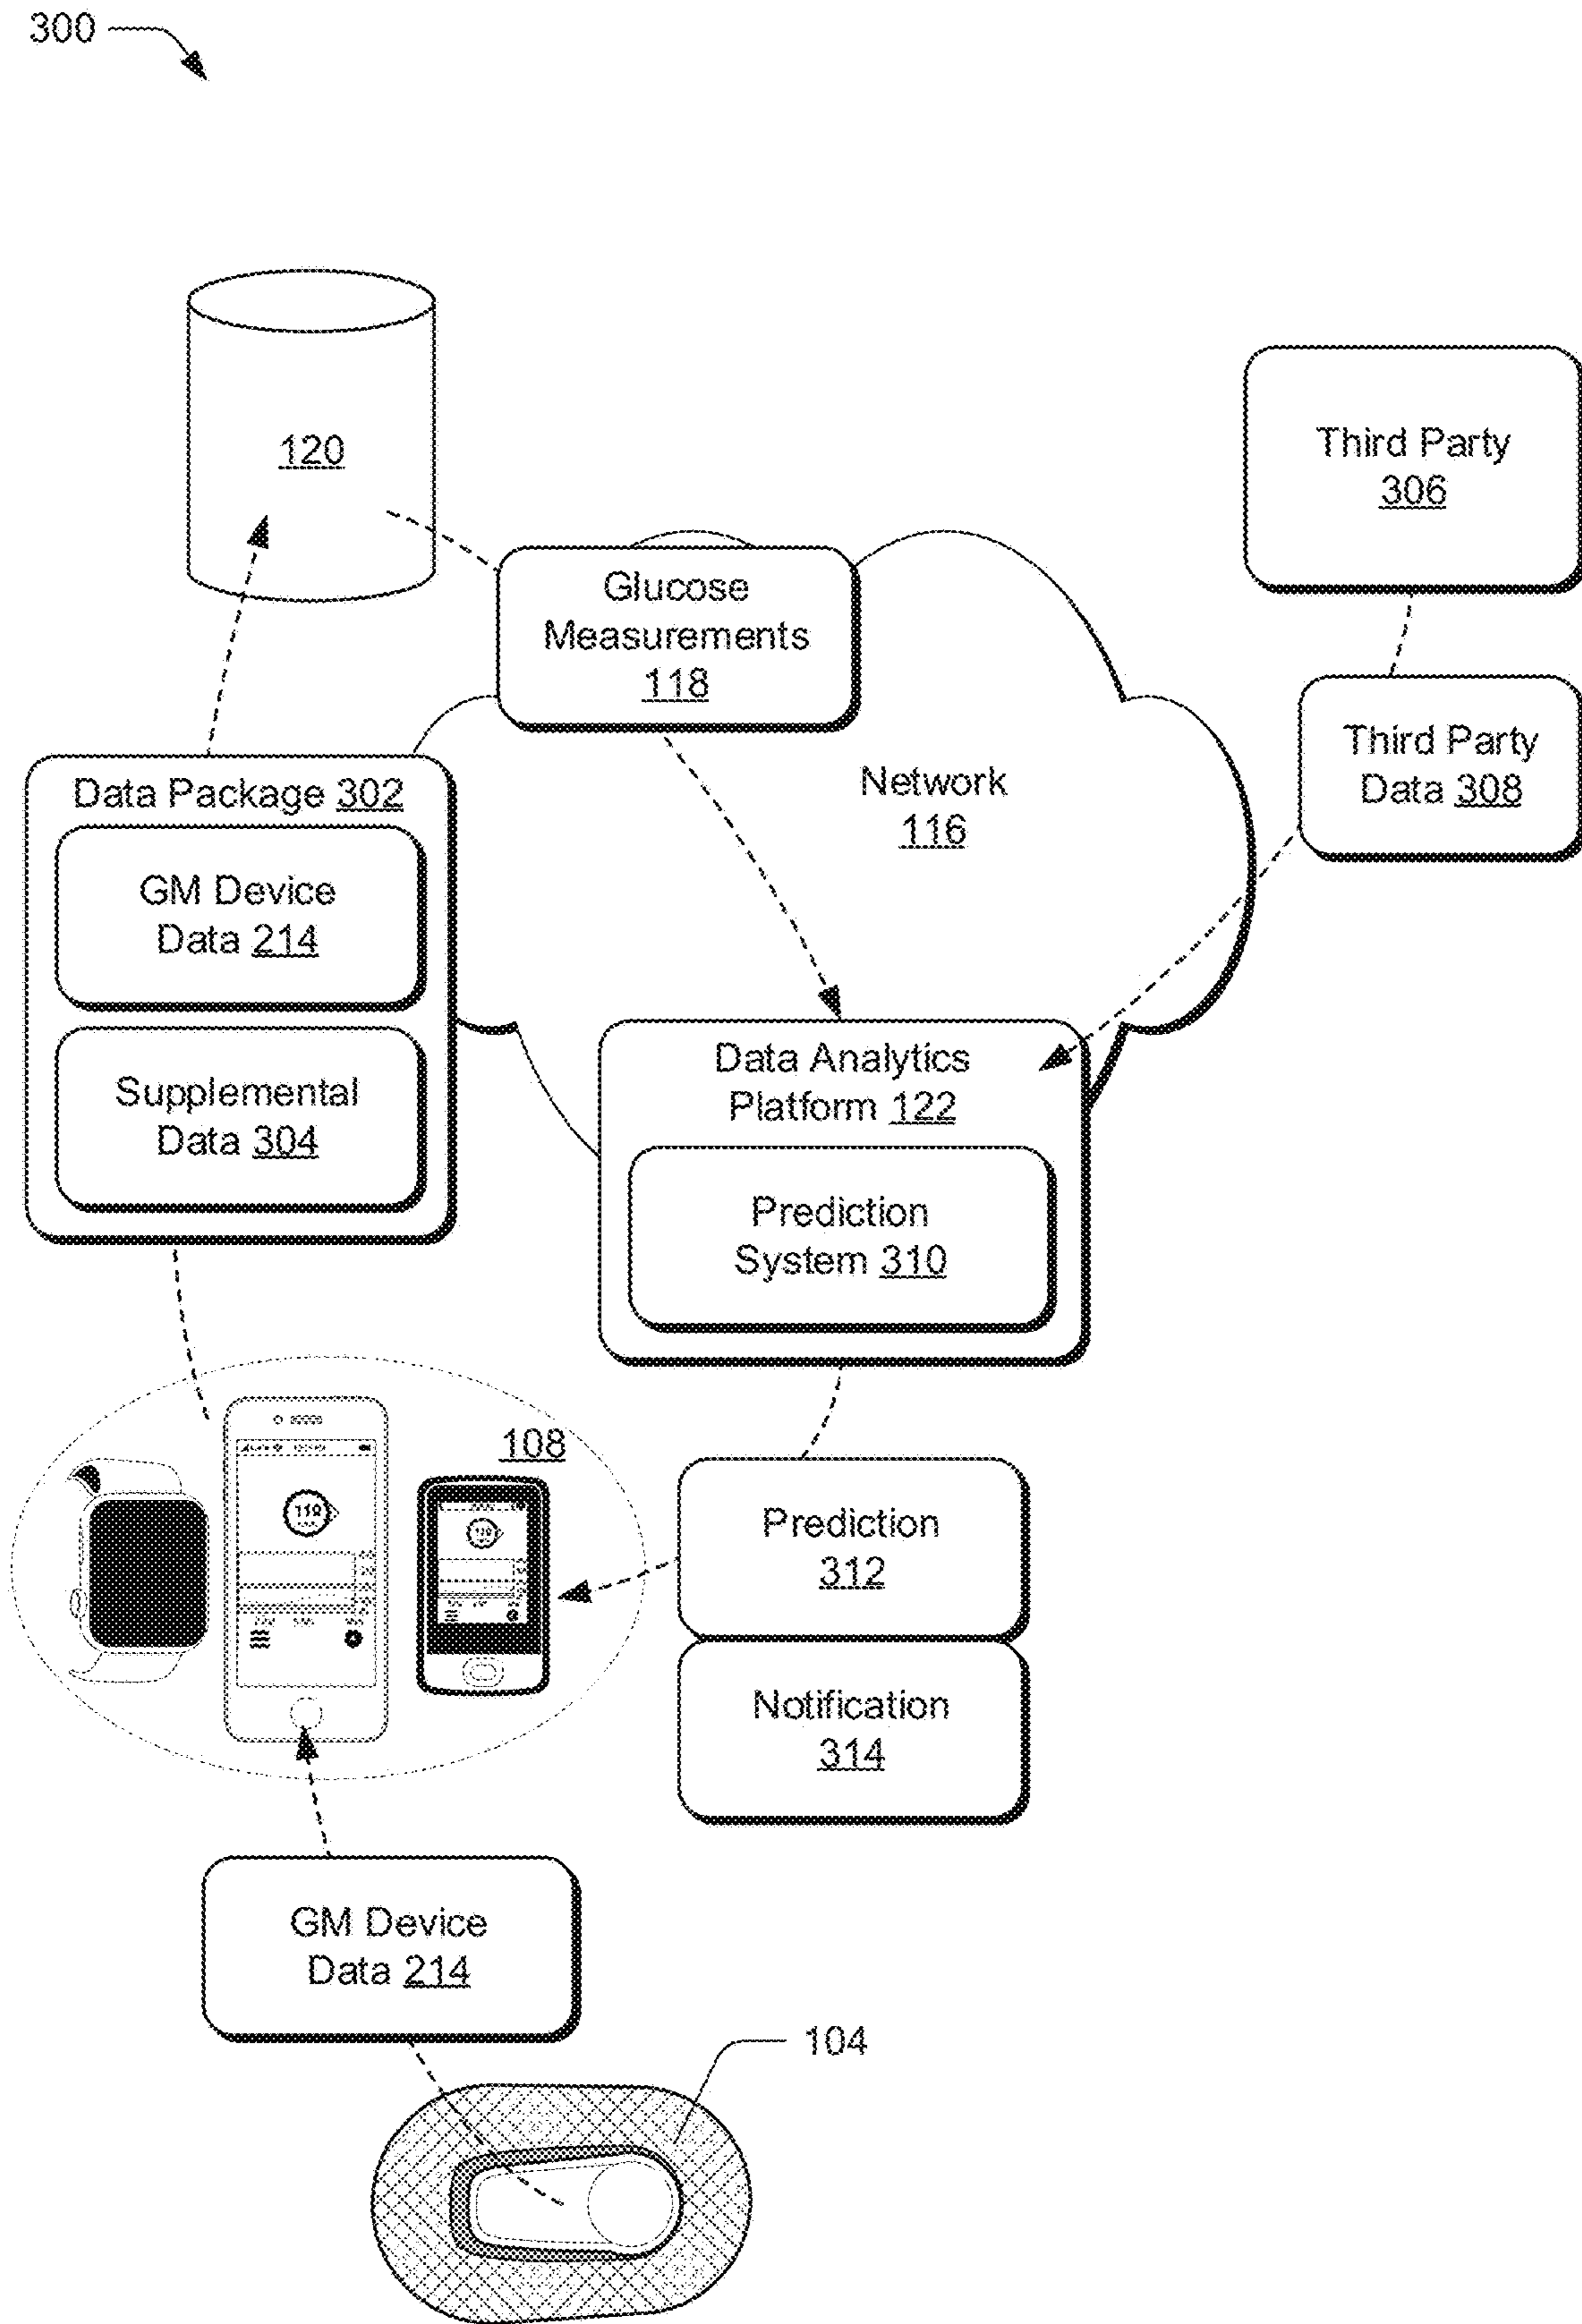 300
120
Third Party
306
Glucose
Measurements
118
Third Party
Data 308
Network
116
Data Package 302
GM Device
Data 214
Supplemental
Data 304
Data Analytics
Platform 122
Prediction
System 310
108
110
110
Prediction
312
Notification
314
GM Device
Data 214
104